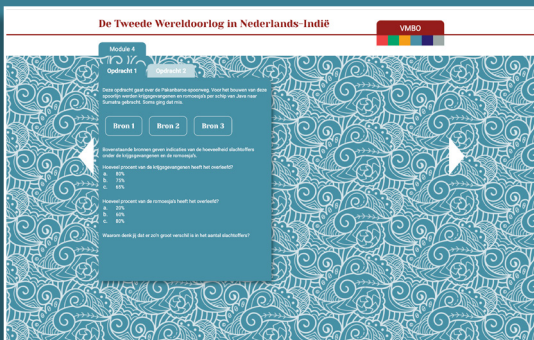 De Tweede Wereldoorlog in Nederlands-Indië
VMBO
Module 4
Opdracht 1
Opdracht 2
Deze opdracht gaat over de Pakanbaroe-spoorweg. Voor het bouwen van deze
spoorlijn werden krijgsgevangenen en romoesja's per schip van Java naar
Sumatra gebracht. Soms ging dat mis.
Bron 1
Bron 2
Bron 3
Bovenstaande bronnen geven indicaties van de hoeveelheid slachtoffers
onder de krijgsgevangenen en de romoesja's.
Hoeveel procent van de krijgsgevangenen heeft het overleefd?
a. 80%
b. 75%
c. 65%
Hoeveel procent van de romoesja's heeft het overleefd?
a. 20%
b. 60%
c. 80%
Waarom denk jij dat er zo'n groot verschil is in het aantal slachtoffers?